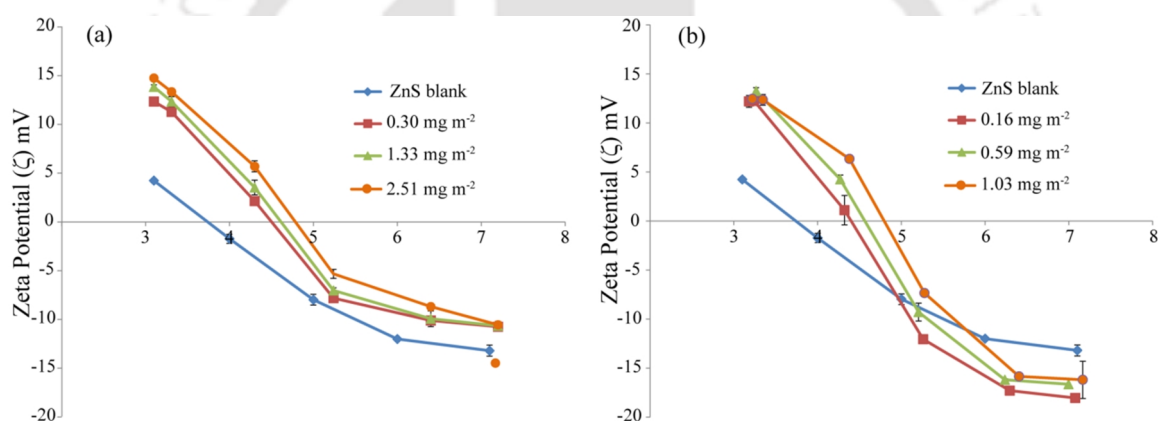 (a)
Zeta Potential (ζ) mV
20
15
10
5
0
-5
-10
-15
-20
3 4 5 6 7 8
ZnS blank
0.30 mg m⁻²
1.33 mg m⁻²
2.51 mg m⁻²
(b)
Zeta Potential (ζ) mV
20
15
10
5
0
-5
-10
-15
-20
3 4 5 6 7 8
ZnS blank
0.16 mg m⁻²
0.59 mg m⁻²
1.03 mg m⁻²